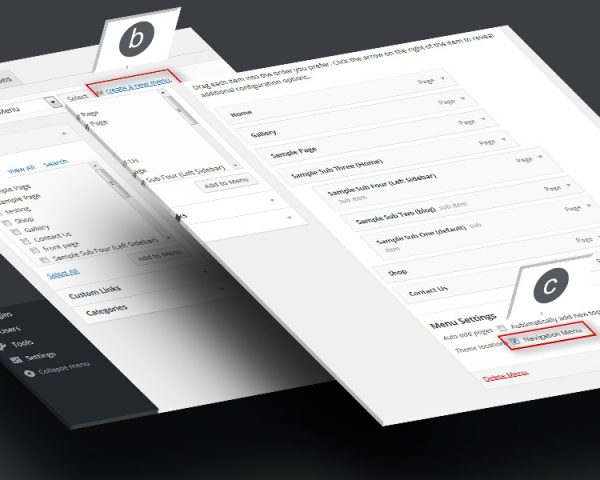 b
ons
Menu
Select
or create a new menu.
Page
Page
Us
Sub Four (Left Sidebar)
Add to Menu
View All
Search
Sample Page
Testing
Shop
Gallery
Contact Us
front page
Sample Sub Four (Left Sidebar)
Select All
Add to Menu
Custom Links
Categories
Users
Tools
Settings
Collapse menu
Drag each item into the order you prefer. Click the arrow on the right of the item to reveal
additional configuration options.
Home
Page
Gallery
Page
Sample Page
Page
Sample Sub Three (Home)
Page
Sample Sub Four (Left Sidebar)
sub item
Page
Sample Sub Two (blog) sub item
Page
Sample Sub One (default) sub
item
Page
Shop
Page
Contact Us
c
Menu Settings
Auto add pages
Automatically add new top
Theme locations
Navigation Menu
Delete Menu